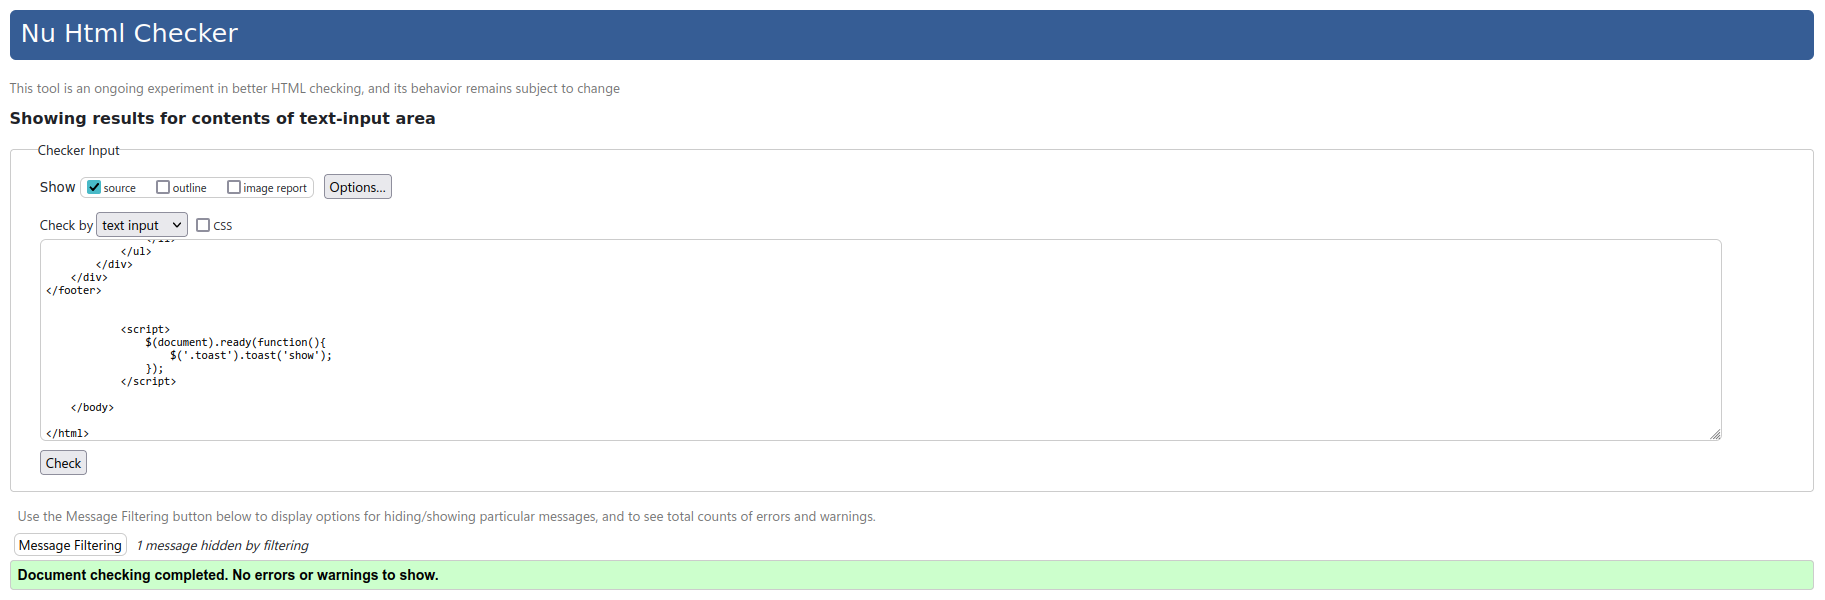 Nu Html Checker
This tool is an ongoing experiment in better HTML checking, and its behavior remains subject to change
Showing results for contents of text-input area
Checker Input
Show source outline image report Options...
Check by text input CSS
</ul>
</div>
</div>
</footer>
<script>
$(document).ready(function(){
$('.toast').toast('show');
});
</script>
</body>
</html>
Check
Use the Message Filtering button below to display options for hiding/showing particular messages, and to see total counts of errors and warnings.
Message Filtering 1 message hidden by filtering
Document checking completed. No errors or warnings to show.